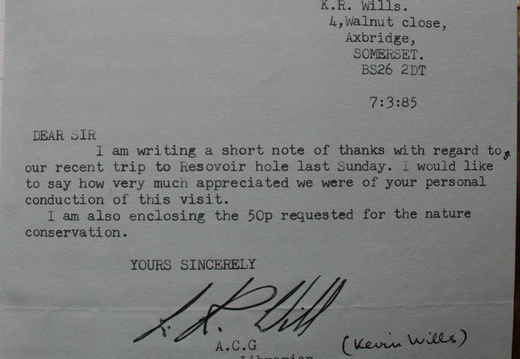 K.R. Wills.
4,Walnut close,
Axbridge,
SOMERSET.
BS26 2DT
7:3:85
DEAR SIR
I am writing a short note of thanks with regard to
our recent trip to Resovoir hole last Sunday. I would like
to say how very much appreciated we were of your personal
conduction of this visit.
I am also enclosing the 50p requested for the nature
conservation.
YOURS SINCERELY
A.C.G (Kevin Wills)
Librarian